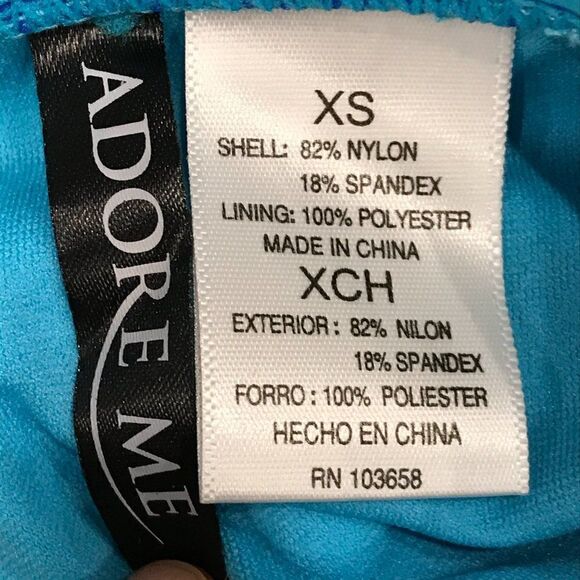 ADORE ME
XS
SHELL: 82% NYLON
18% SPANDEX
LINING: 100% POLYESTER
MADE IN CHINA
XCH
EXTERIOR : 82% NILON
18% SPANDEX
FORRO : 100% POLIESTER
HECHO EN CHINA
RN 103658